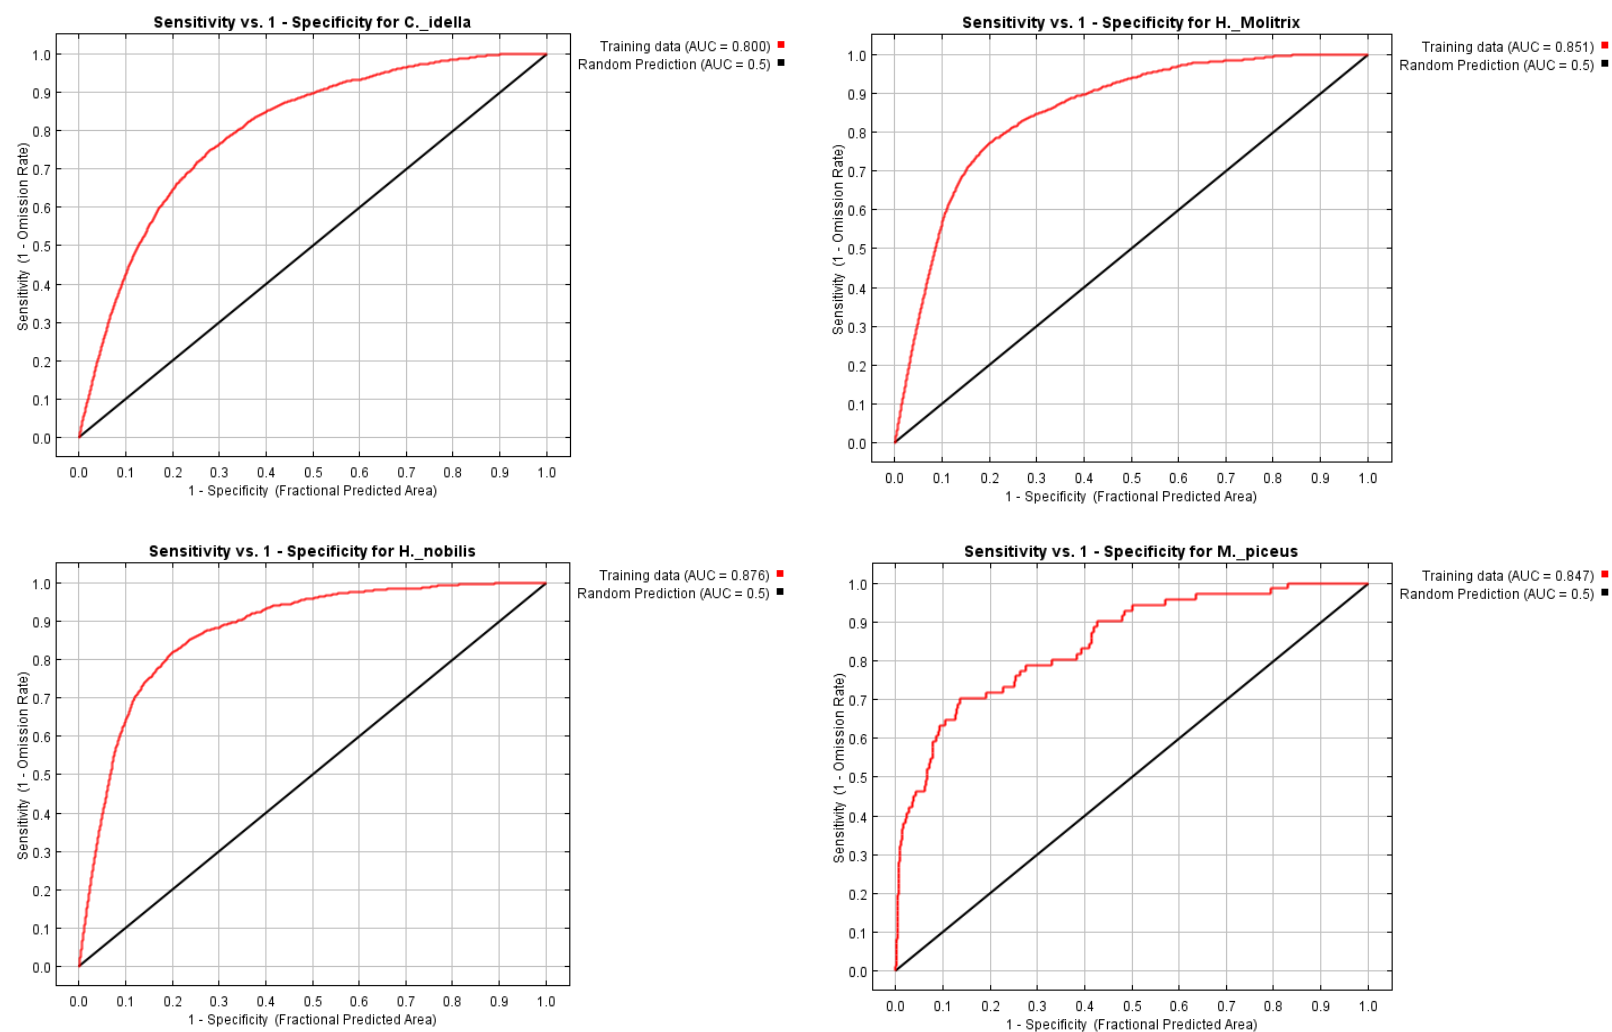 Sensitivity vs. 1 - Specificity for C._idella
Training data (AUC = 0.800)
Random Prediction (AUC = 0.5)
Sensitivity (1 - Omission Rate)
1.0
0.9
0.8
0.7
0.6
0.5
0.4
0.3
0.2
0.1
0.0
0.0 0.1 0.2 0.3 0.4 0.5 0.6 0.7 0.8 0.9 1.0
1 - Specificity (Fractional Predicted Area)
Sensitivity vs. 1 - Specificity for H._Molitrix
Training data (AUC = 0.851)
Random Prediction (AUC = 0.5)
Sensitivity (1 - Omission Rate)
1.0
0.9
0.8
0.7
0.6
0.5
0.4
0.3
0.2
0.1
0.0
0.0 0.1 0.2 0.3 0.4 0.5 0.6 0.7 0.8 0.9 1.0
1 - Specificity (Fractional Predicted Area)
Sensitivity vs. 1 - Specificity for H._nobilis
Training data (AUC = 0.876)
Random Prediction (AUC = 0.5)
Sensitivity (1 - Omission Rate)
1.0
0.9
0.8
0.7
0.6
0.5
0.4
0.3
0.2
0.1
0.0
0.0 0.1 0.2 0.3 0.4 0.5 0.6 0.7 0.8 0.9 1.0
1 - Specificity (Fractional Predicted Area)
Sensitivity vs. 1 - Specificity for M._piceus
Training data (AUC = 0.847)
Random Prediction (AUC = 0.5)
Sensitivity (1 - Omission Rate)
1.0
0.9
0.8
0.7
0.6
0.5
0.4
0.3
0.2
0.1
0.0
0.0 0.1 0.2 0.3 0.4 0.5 0.6 0.7 0.8 0.9 1.0
1 - Specificity (Fractional Predicted Area)